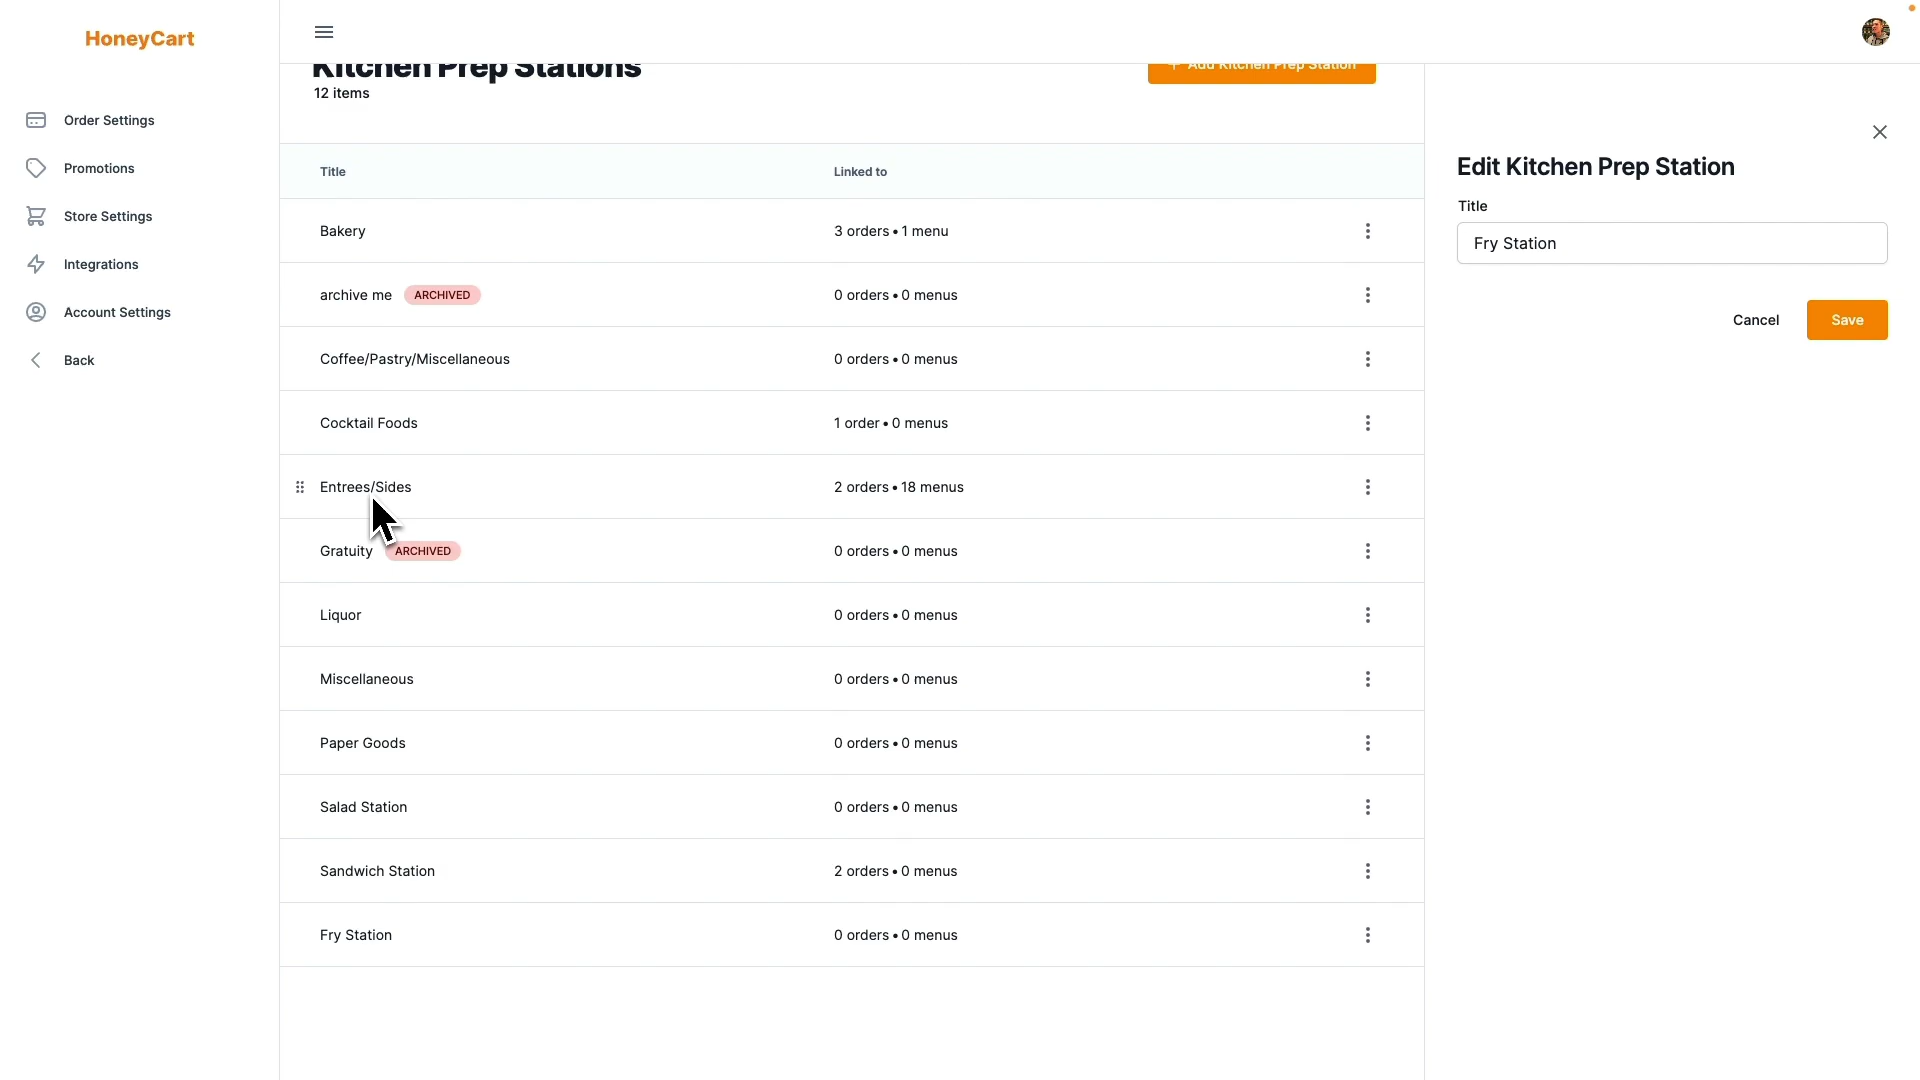 HoneyCart
Order Settings
Promotions
Store Settings
Integrations
Account Settings
Back
Kitchen Prep Stations
12 items
+ Add Kitchen Prep Station
Title
Linked to
Bakery
3 orders • 1 menu
archive me
ARCHIVED
0 orders • 0 menus
Coffee/Pastry/Miscellaneous
0 orders • 0 menus
Cocktail Foods
1 order • 0 menus
Entrees/Sides
2 orders • 18 menus
Gratuity
ARCHIVED
0 orders • 0 menus
Liquor
0 orders • 0 menus
Miscellaneous
0 orders • 0 menus
Paper Goods
0 orders • 0 menus
Salad Station
0 orders • 0 menus
Sandwich Station
2 orders • 0 menus
Fry Station
0 orders • 0 menus
Edit Kitchen Prep Station
Title
Fry Station
Cancel
Save